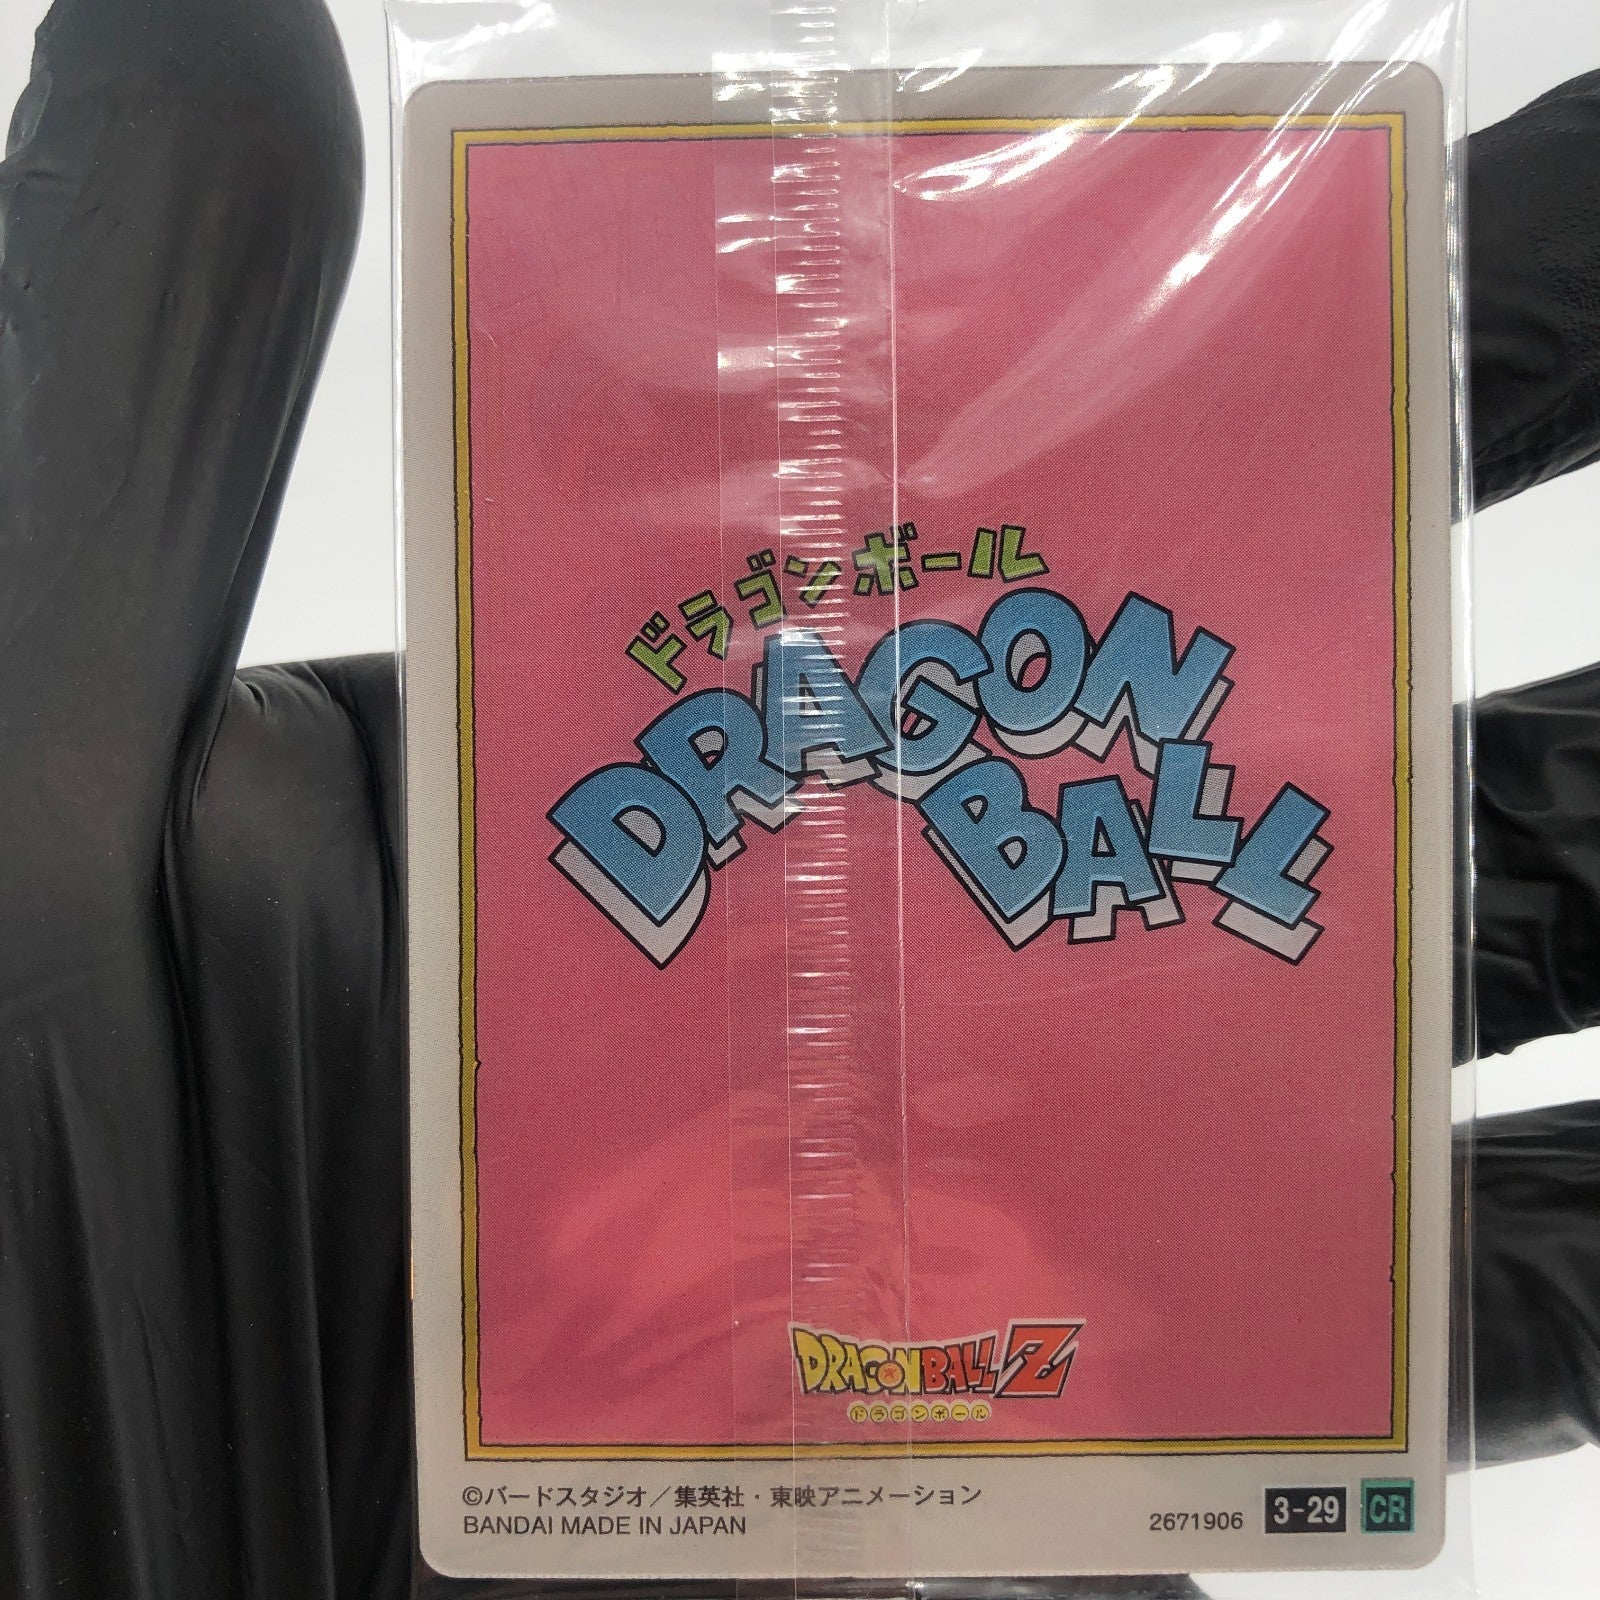 ドラゴンボール
DRAGON
BALL
DRAGONBALL Z
ドラゴンボール
©バードスタジオ／集英社・東映アニメーション
BANDAI MADE IN JAPAN
2671906 3-29 CR